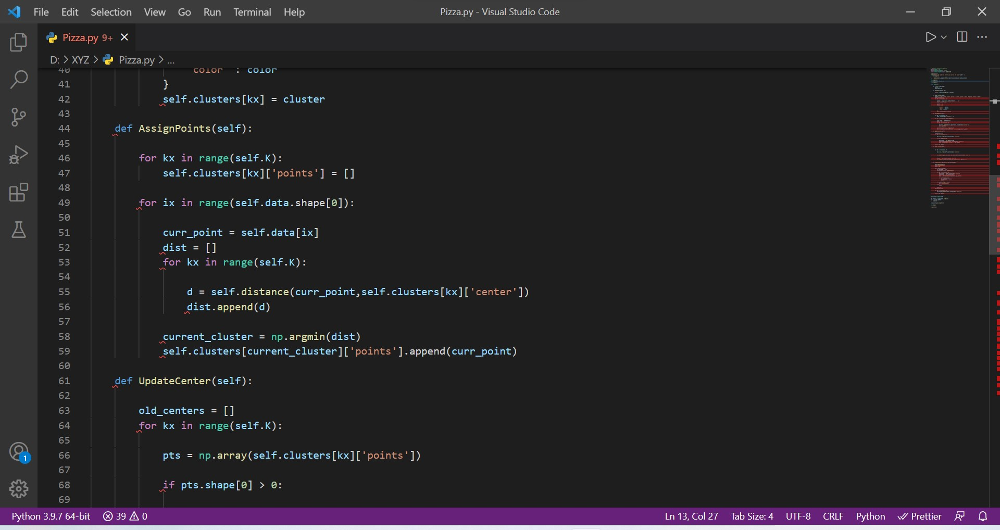 File Edit Selection View Go Run Terminal Help Pizza.py - Visual Studio Code
Pizza.py 9+
D: > XYZ > Pizza.py > ...
40 color : color
41 }
42 self.clusters[kx] = cluster
43
44 def AssignPoints(self):
45
46 for kx in range(self.K):
47 self.clusters[kx]['points'] = []
48
49 for ix in range(self.data.shape[0]):
50
51 curr_point = self.data[ix]
52 dist = []
53 for kx in range(self.K):
54
55 d = self.distance(curr_point,self.clusters[kx]['center'])
56 dist.append(d)
57
58 current_cluster = np.argmin(dist)
59 self.clusters[current_cluster]['points'].append(curr_point)
60
61 def UpdateCenter(self):
62
63 old_centers = []
64 for kx in range(self.K):
65
66 pts = np.array(self.clusters[kx]['points'])
67
68 if pts.shape[0] > 0:
69
1
Python 3.9.7 64-bit 39 0 Ln 13, Col 27 Tab Size: 4 UTF-8 CRLF Python Prettier